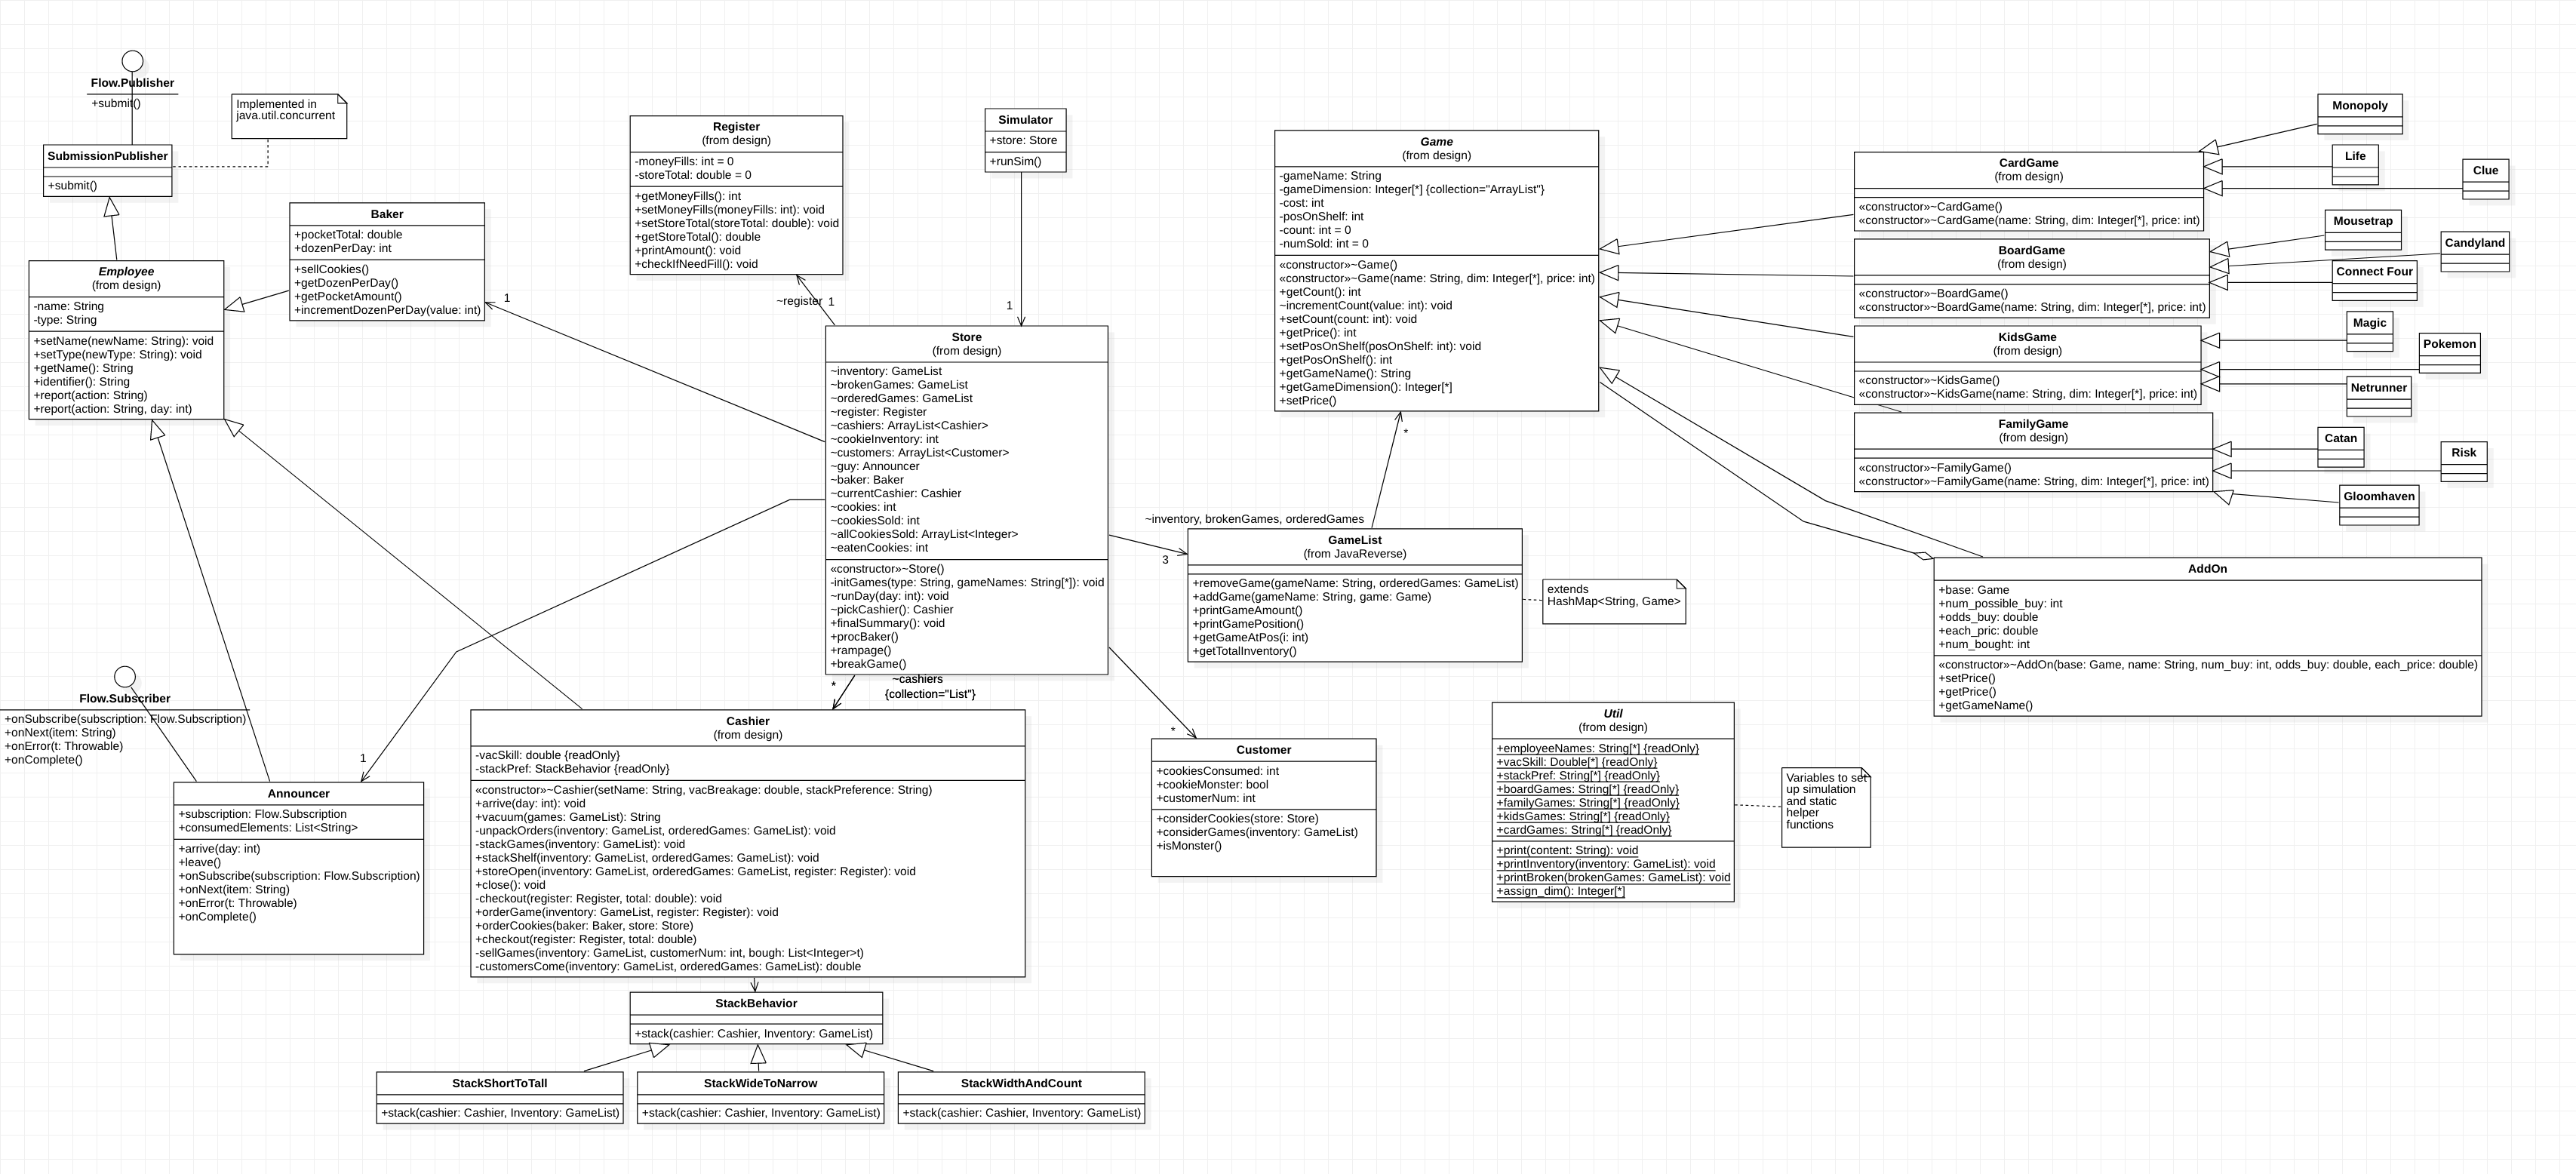 Flow.Publisher
+submit()
Implemented in
java.util.concurrent
SubmissionPublisher
+submit()
Employee
(from design)
-name: String
-type: String
+setName(newName: String): void
+setType(newType: String): void
+getName(): String
+identifier(): String
+report(action: String)
+report(action: String, day: int)
Baker
+pocketTotal: double
+dozenPerDay: int
+sellCookies()
+getDozenPerDay()
+getPocketAmount()
+incrementDozenPerDay(value: int)
1
Register
(from design)
-moneyFills: int = 0
-storeTotal: double = 0
+getMoneyFills(): int
+setMoneyFills(moneyFills: int): void
+setStoreTotal(storeTotal: double): void
+getStoreTotal(): double
+printAmount(): void
+checkIfNeedFill(): void
~register
1
Simulator
+store: Store
+runSim()
1
Store
(from design)
~inventory: GameList
~brokenGames: GameList
~orderedGames: GameList
~register: Register
~cashiers: ArrayList<Cashier>
~cookieInventory: int
~customers: ArrayList<Customer>
~guy: Announcer
~baker: Baker
~currentCashier: Cashier
~cookies: int
~cookiesSold: int
~allCookiesSold: ArrayList<Integer>
~eatenCookies: int
«constructor»~Store()
-initGames(type: String, gameNames: String[*]): void
~runDay(day: int): void
~pickCashier(): Cashier
+finalSummary(): void
+procBaker()
+rampage()
+breakGame()
*
~cashiers
{collection="List"}
Game
(from design)
-gameName: String
-gameDimension: Integer[*] {collection="ArrayList"}
-cost: int
-posOnShelf: int
-count: int = 0
-numSold: int = 0
«constructor»~Game()
«constructor»~Game(name: String, dim: Integer[*], price: int)
+getCount(): int
~incrementCount(value: int): void
+setCount(count: int): void
+getPrice(): int
+setPosOnShelf(posOnShelf: int): void
+getPosOnShelf(): int
+getGameName(): String
+getGameDimension(): Integer[*]
+setPrice()
*
~inventory, brokenGames, orderedGames
3
GameList
(from JavaReverse)
+removeGame(gameName: String, orderedGames: GameList)
+addGame(gameName: String, game: Game)
+printGameAmount()
+printGamePosition()
+getGameAtPos(i: int)
+getTotalInventory()
extends
HashMap<String, Game>
CardGame
(from design)
«constructor»~CardGame()
«constructor»~CardGame(name: String, dim: Integer[*], price: int)
BoardGame
(from design)
«constructor»~BoardGame()
«constructor»~BoardGame(name: String, dim: Integer[*], price: int)
KidsGame
(from design)
«constructor»~KidsGame()
«constructor»~KidsGame(name: String, dim: Integer[*], price: int)
FamilyGame
(from design)
«constructor»~FamilyGame()
«constructor»~FamilyGame(name: String, dim: Integer[*], price: int)
Monopoly
Life
Clue
Mousetrap
Candyland
Connect Four
Magic
Pokemon
Netrunner
Catan
Risk
Gloomhaven
AddOn
+base: Game
+num_possible_buy: int
+odds_buy: double
+each_pric: double
+num_bought: int
«constructor»~AddOn(base: Game, name: String, num_buy: int, odds_buy: double, each_price: double)
+setPrice()
+getPrice()
+getGameName()
Flow.Subscriber
+onSubscribe(subscription: Flow.Subscription)
+onNext(item: String)
+onError(t: Throwable)
+onComplete()
1
Announcer
+subscription: Flow.Subscription
+consumedElements: List<String>
+arrive(day: int)
+leave()
+onSubscribe(subscription: Flow.Subscription)
+onNext(item: String)
+onError(t: Throwable)
+onComplete()
Cashier
(from design)
-vacSkill: double {readOnly}
-stackPref: StackBehavior {readOnly}
«constructor»~Cashier(setName: String, vacBreakage: double, stackPreference: String)
+arrive(day: int): void
+vacuum(games: GameList): String
-unpackOrders(inventory: GameList, orderedGames: GameList): void
-stackGames(inventory: GameList): void
+stackShelf(inventory: GameList, orderedGames: GameList): void
+storeOpen(inventory: GameList, orderedGames: GameList, register: Register): void
+close(): void
-checkout(register: Register, total: double): void
+orderGame(inventory: GameList, register: Register): void
+orderCookies(baker: Baker, store: Store)
+checkout(register: Register, total: double)
-sellGames(inventory: GameList, customerNum: int, bough: List<Integer>t)
-customersCome(inventory: GameList, orderedGames: GameList): double
*
Customer
+cookiesConsumed: int
+cookieMonster: bool
+customerNum: int
+considerCookies(store: Store)
+considerGames(inventory: GameList)
+isMonster()
Util
(from design)
+employeeNames: String[*] {readOnly}
+vacSkill: Double[*] {readOnly}
+stackPref: String[*] {readOnly}
+boardGames: String[*] {readOnly}
+familyGames: String[*] {readOnly}
+kidsGames: String[*] {readOnly}
+cardGames: String[*] {readOnly}
+print(content: String): void
+printInventory(inventory: GameList): void
+printBroken(brokenGames: GameList): void
+assign_dim(): Integer[*]
Variables to set
up simulation
and static
helper
functions
StackBehavior
+stack(cashier: Cashier, Inventory: GameList)
StackShortToTall
+stack(cashier: Cashier, Inventory: GameList)
StackWideToNarrow
+stack(cashier: Cashier, Inventory: GameList)
StackWidthAndCount
+stack(cashier: Cashier, Inventory: GameList)